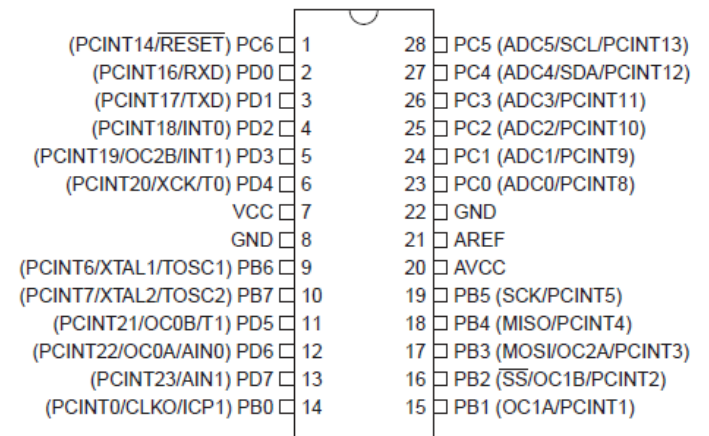 (PCINT14/RESET) PC6 1 28 PC5 (ADC5/SCL/PCINT13)
(PCINT16/RXD) PD0 2 27 PC4 (ADC4/SDA/PCINT12)
(PCINT17/TXD) PD1 3 26 PC3 (ADC3/PCINT11)
(PCINT18/INT0) PD2 4 25 PC2 (ADC2/PCINT10)
(PCINT19/OC2B/INT1) PD3 5 24 PC1 (ADC1/PCINT9)
(PCINT20/XCK/T0) PD4 6 23 PC0 (ADC0/PCINT8)
VCC 7 22 GND
GND 8 21 AREF
(PCINT6/XTAL1/TOSC1) PB6 9 20 AVCC
(PCINT7/XTAL2/TOSC2) PB7 10 19 PB5 (SCK/PCINT5)
(PCINT21/OC0B/T1) PD5 11 18 PB4 (MISO/PCINT4)
(PCINT22/OC0A/AIN0) PD6 12 17 PB3 (MOSI/OC2A/PCINT3)
(PCINT23/AIN1) PD7 13 16 PB2 (SS/OC1B/PCINT2)
(PCINT0/CLKO/ICP1) PB0 14 15 PB1 (OC1A/PCINT1)